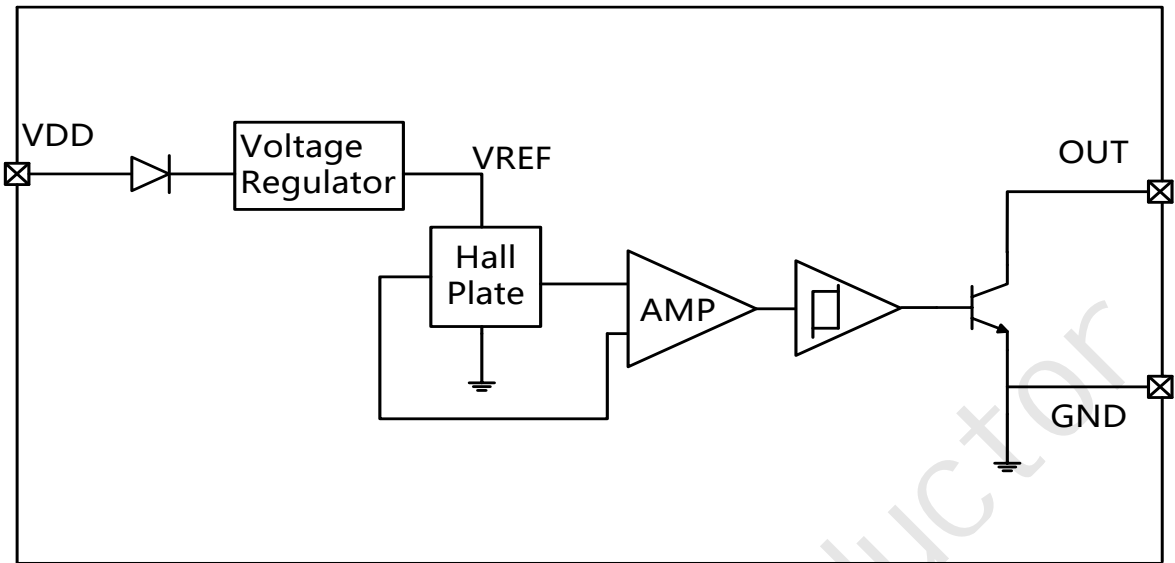 VDD
Voltage
Regulator
VREF
OUT
Hall
Plate
AMP
GND